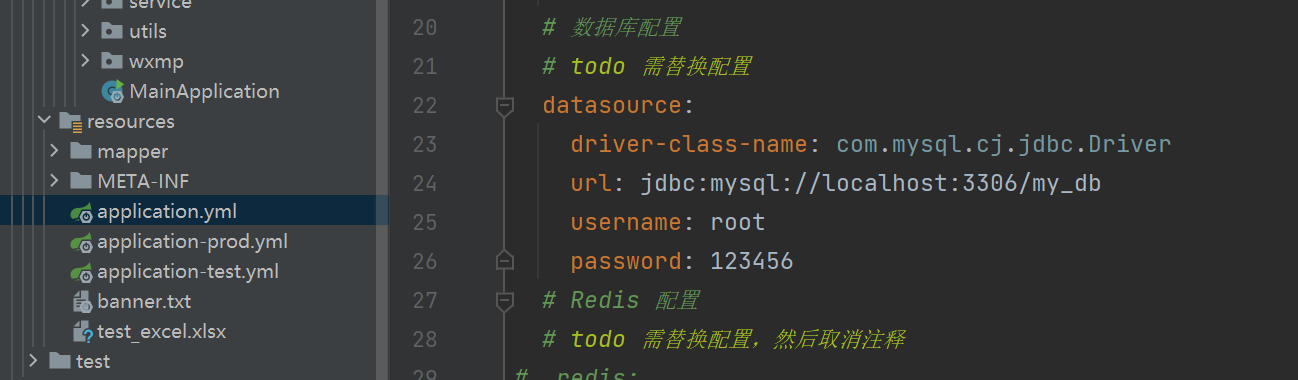 service
utils
wxmp
MainApplication
resources
mapper
META-INF
application.yml
application-prod.yml
application-test.yml
banner.txt
test_excel.xlsx
test
20 # 数据库配置
21 # todo 需替换配置
22 datasource:
23 driver-class-name: com.mysql.cj.jdbc.Driver
24 url: jdbc:mysql://localhost:3306/my_db
25 username: root
26 password: 123456
27 # Redis 配置
28 # todo 需替换配置，然后取消注释
29 # redis: